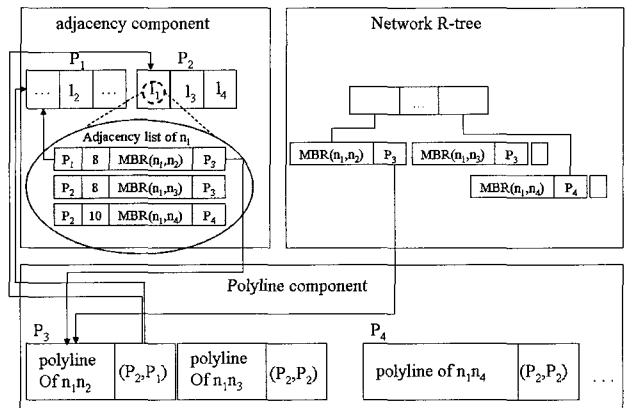 adjacency component
P1
P2
... l2 ...
l1 l3 l4
Adjacency list of n1
P1 8 MBR(n1,n2) P3
P2 8 MBR(n1,n3) P3
P2 10 MBR(n1,n4) P4
Network R-tree
...
MBR(n1,n2) P3
MBR(n1,n3) P3
MBR(n1,n4) P4
Polyline component
P3
polyline
Of n1n2
(P2,P1)
polyline
Of n1n3
(P2,P2)
P4
polyline of n1n4
(P2,P2)
...